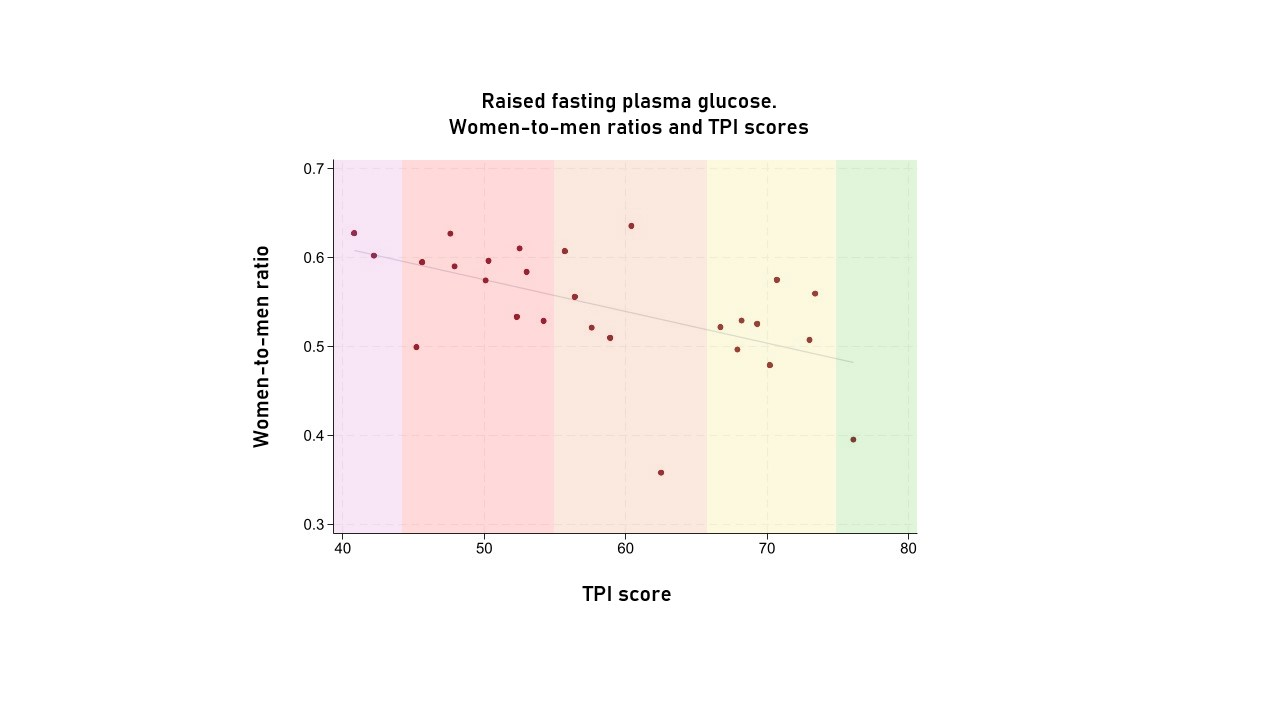 Raised fasting plasma glucose.
Women-to-men ratios and TPI scores
Women-to-men ratio
0.7
0.6
0.5
0.4
0.3
40 50 60 70 80
TPI score